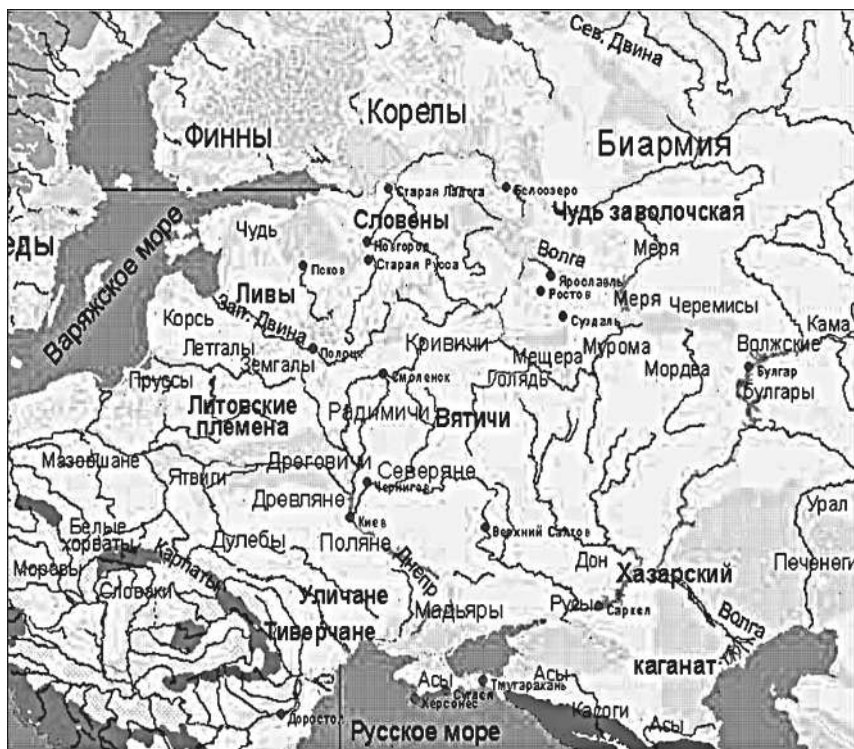 Сев. Двина
Корелы
Финны
Биармия
Старая Ладога
Белоозеро
Словены
Чудь заволочская
Чудь
Новгород
Волга
Меря
еды
Варяжское море
Псков
Старая Русса
Ярославль
Ливы
Ростов
Меря
Черемисы
Корсь
Зап. Двина
Суздаль
Кама
Кривижи
Мурома
Волжские
Летгалы
Полоцк
Мещера
Земгалы
Мордва
Булгар
Пруссы
Смоленск
Голядь
Булгары
Литовские
племена
Радимичи
Вятичи
Мазовшане
Дреговичи
Ятвиги
Северяне
Чернигов
Древляне
Урал
Белые
хорваты
Киев
Верхний Салтов
Дулебы
Поляне
Карпаты
Днепр
Дон
Печенеги
Моравы
Хазарский
Словаки
Уличане
Мадьяры
Русы
Саркел
Волга
Тиверчане
каганат
Асы
Асы
Тмутаракань
Сугдея
Херсонес
Доростол
Касоги
Асы
Русское море